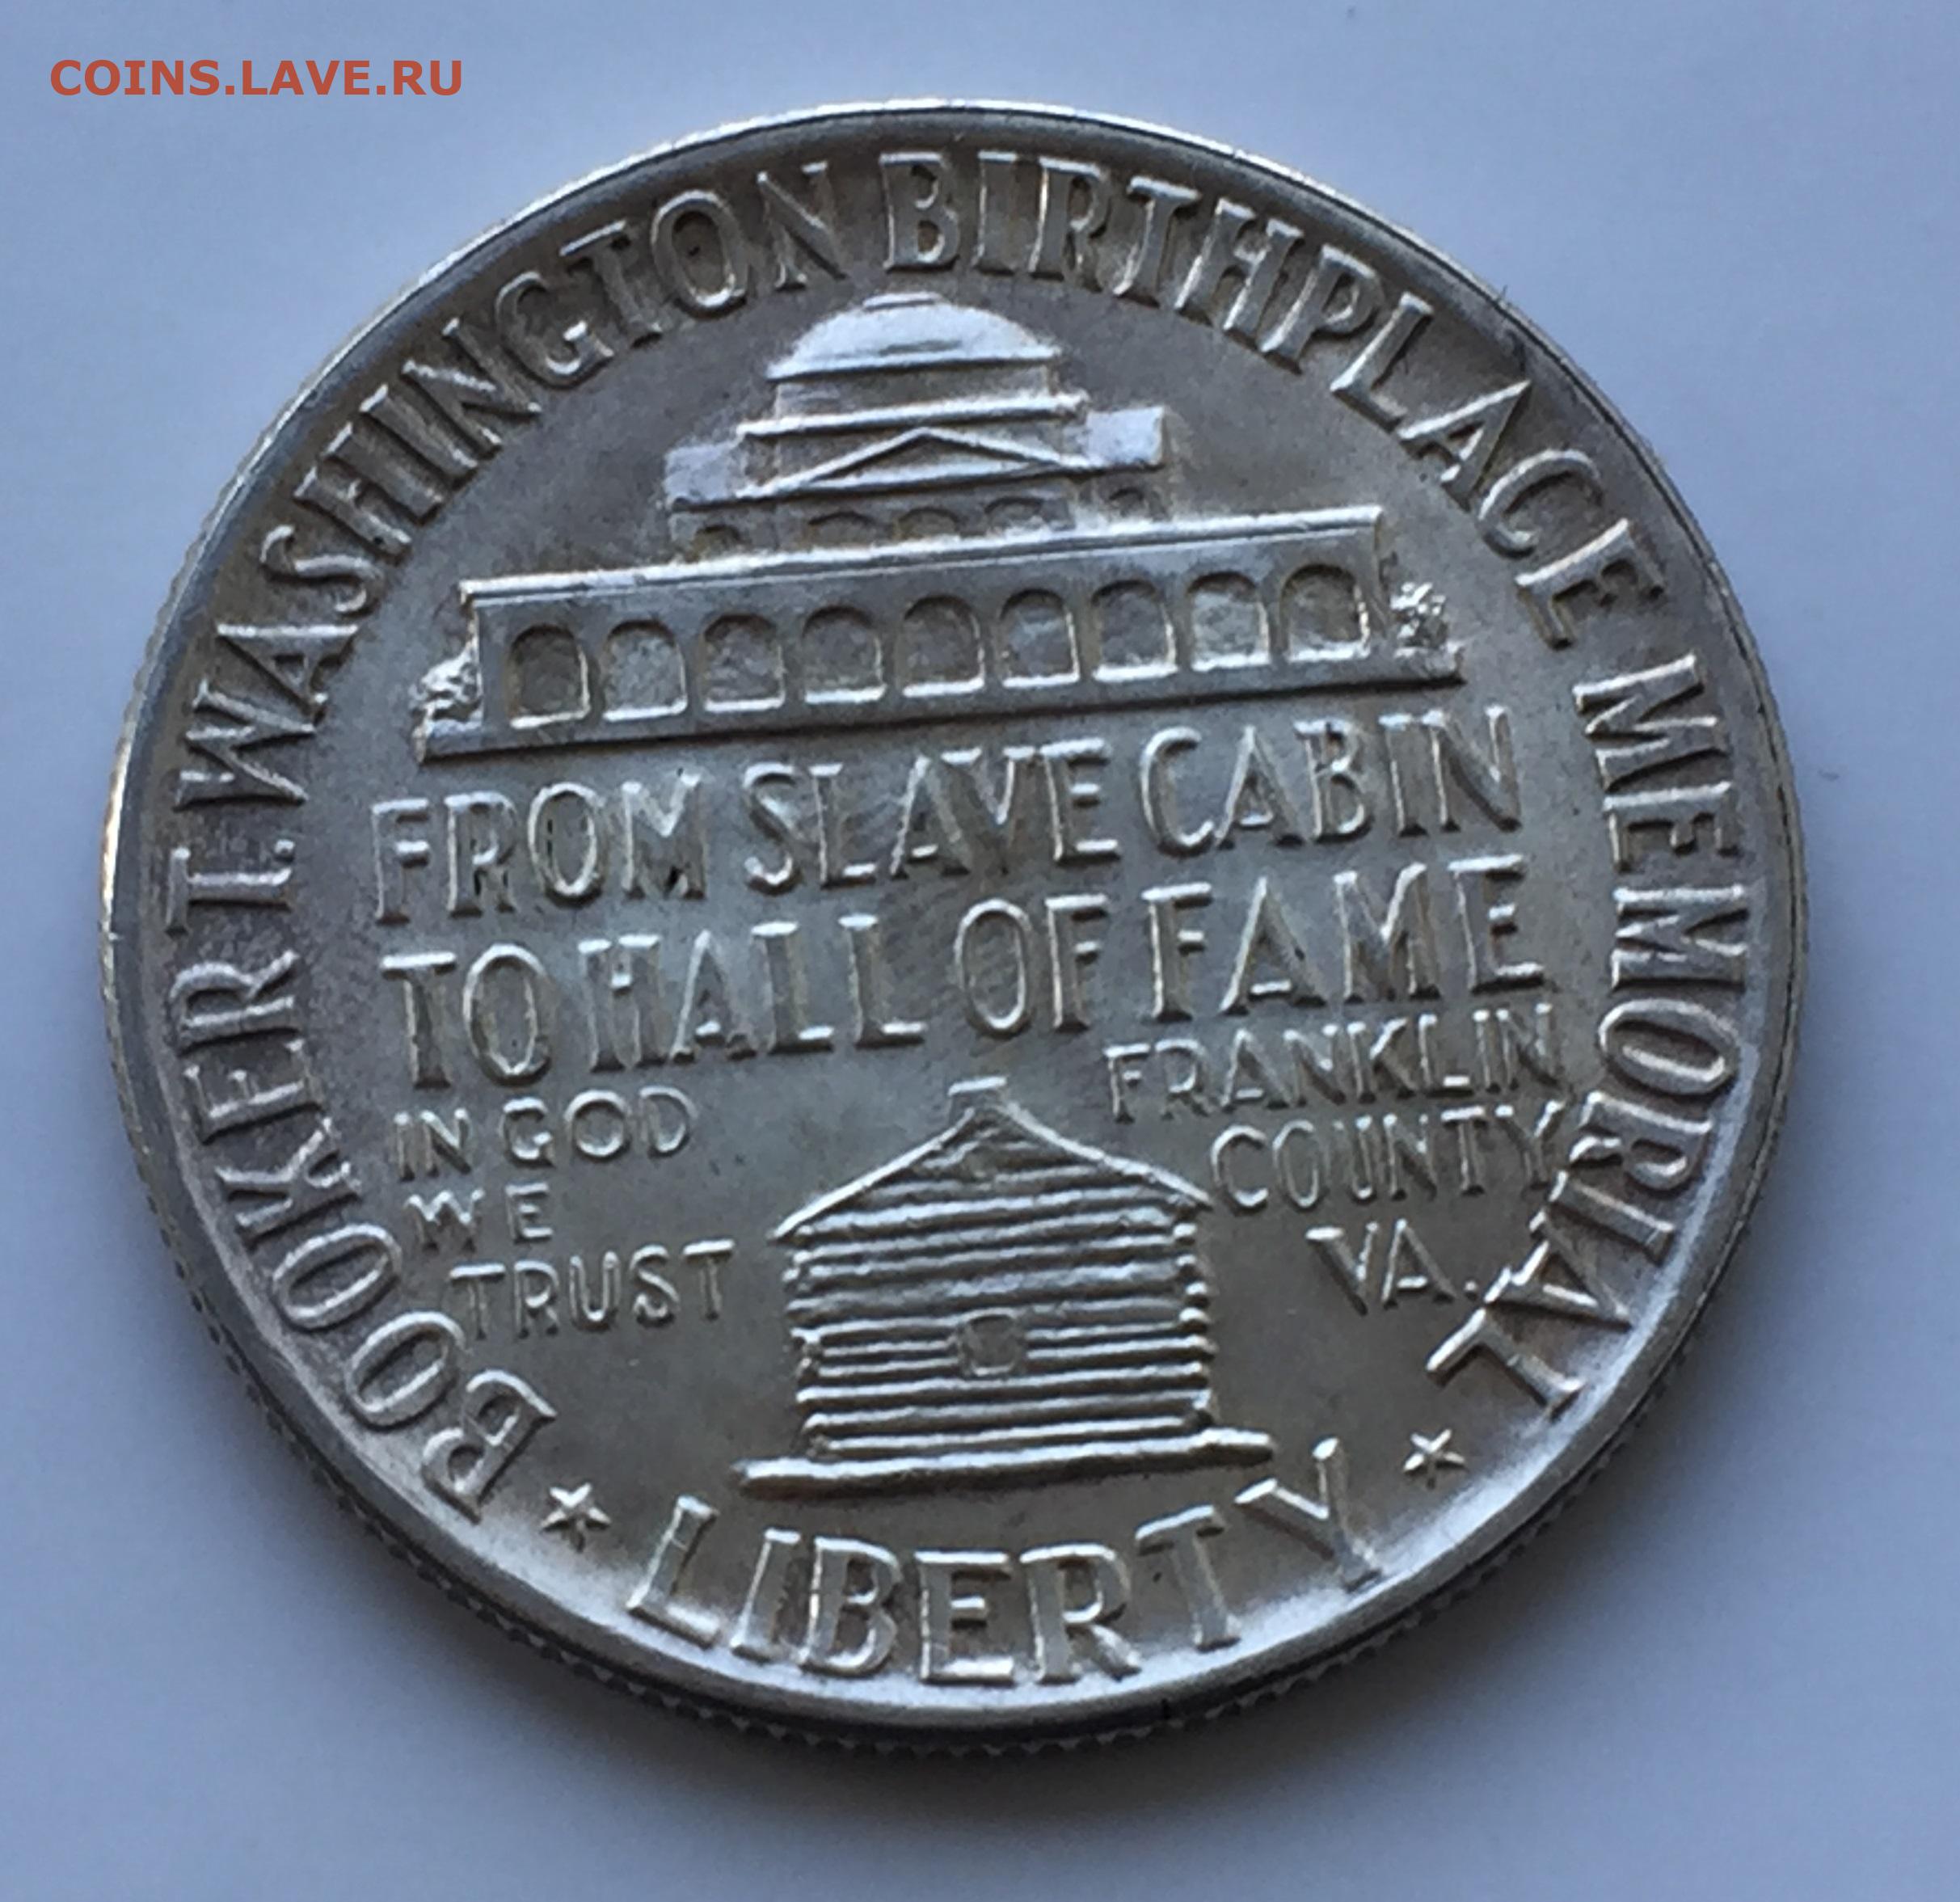 COINS.LAVE.RU
BOOKER T. WASHINGTON BIRTHPLACE MEMORIAL
FROM SLAVE CABIN
TO HALL OF FAME
IN GOD
WE
TRUST
FRANKLIN
COUNTY
VA.
LIBERTY